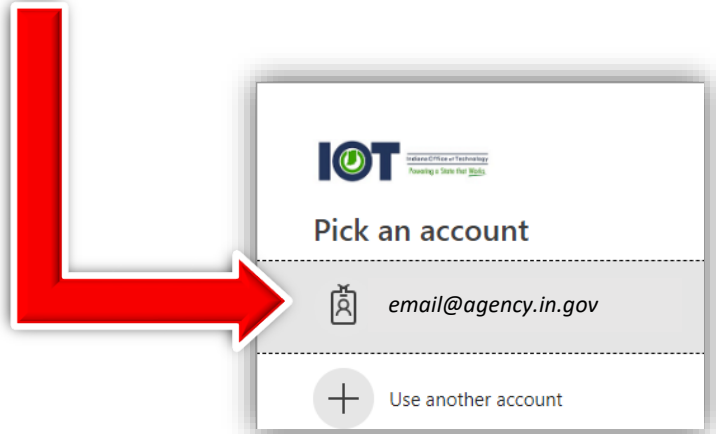 IOT
Indiana Office of Technology
Powering a State that Works.
Pick an account
email@agency.in.gov
Use another account